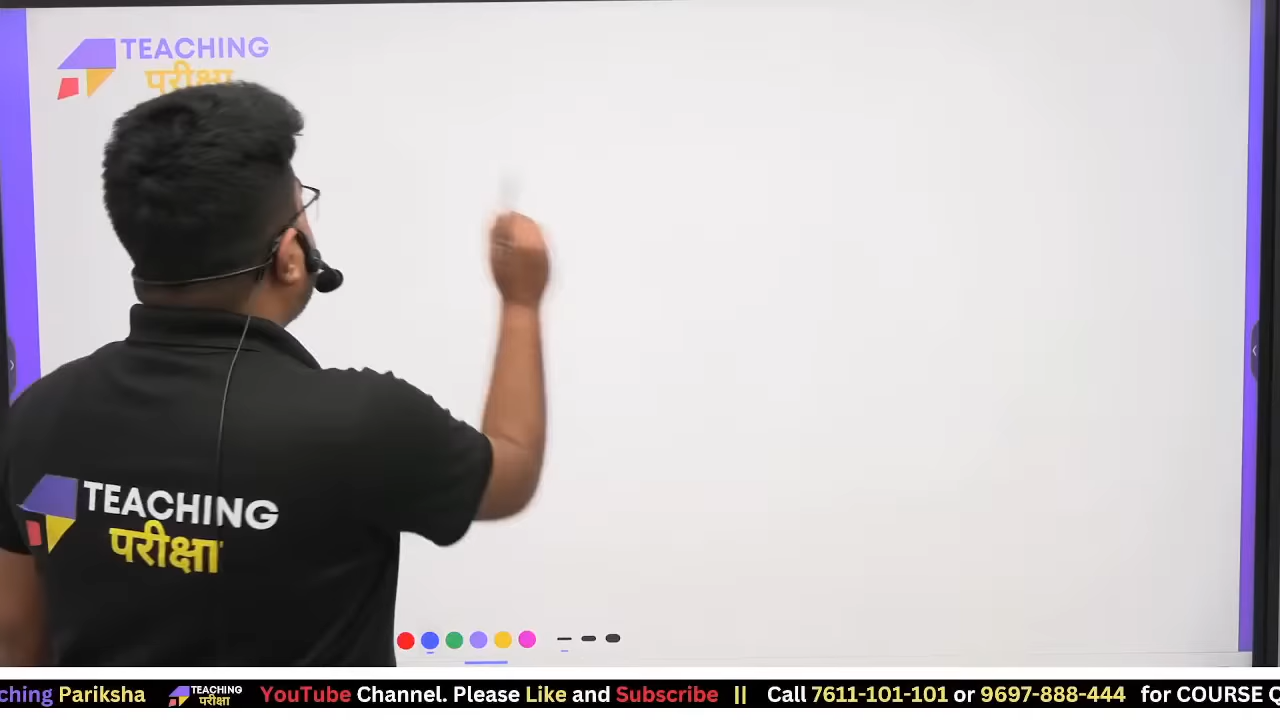 TEACHING
परीक्षा
TEACHING
परीक्षा
ching Pariksha TEACHING परीक्षा YouTube Channel. Please Like and Subscribe || Call 7611-101-101 or 9697-888-444 for COURSE Q